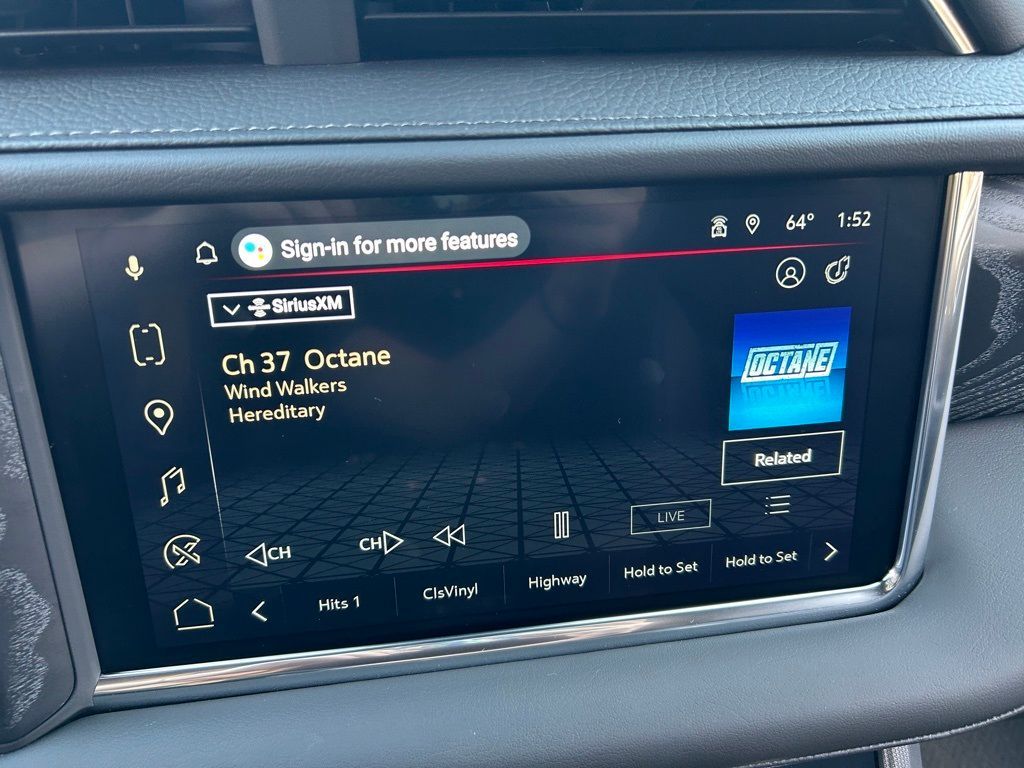 Sign-in for more features
64° 1:52
SiriusXM
Ch 37 Octane
Wind Walkers
Hereditary
OCTANE
Related
CH
CH
LIVE
Hits 1
ClsVinyl
Highway
Hold to Set
Hold to Set